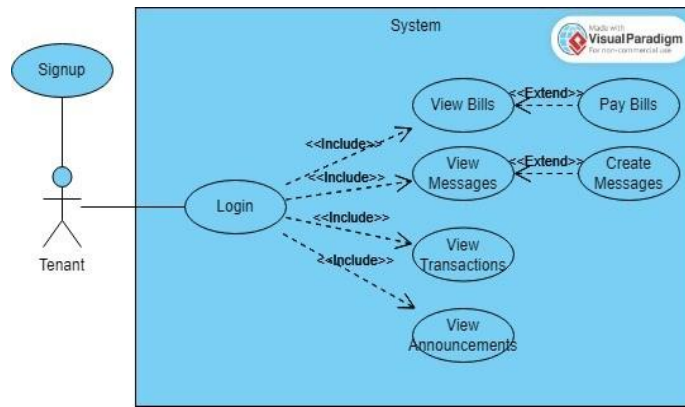 System
Made with
Visual Paradigm
For non-commercial use
Signup
View Bills
<<Extend>>
Pay Bills
<<Include>>
View
Messages
<<Extend>>
Create
Messages
<<Include>>
Login
<<Include>>
View
Transactions
<<Include>>
Tenant
View
Announcements